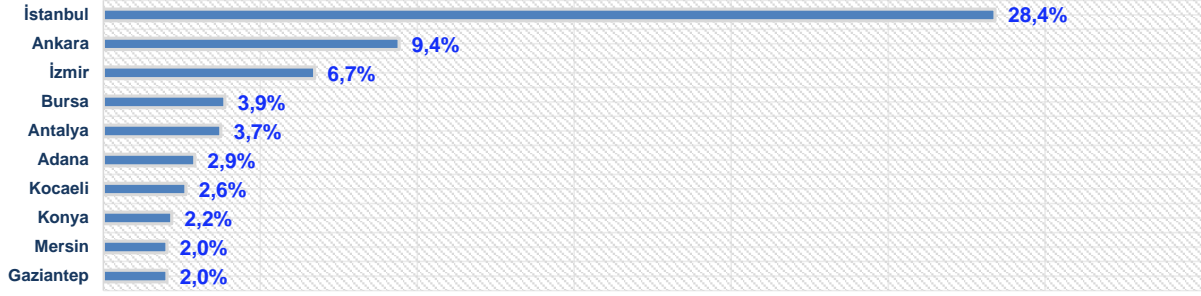 İstanbul 28,4%
Ankara 9,4%
İzmir 6,7%
Bursa 3,9%
Antalya 3,7%
Adana 2,9%
Kocaeli 2,6%
Konya 2,2%
Mersin 2,0%
Gaziantep 2,0%